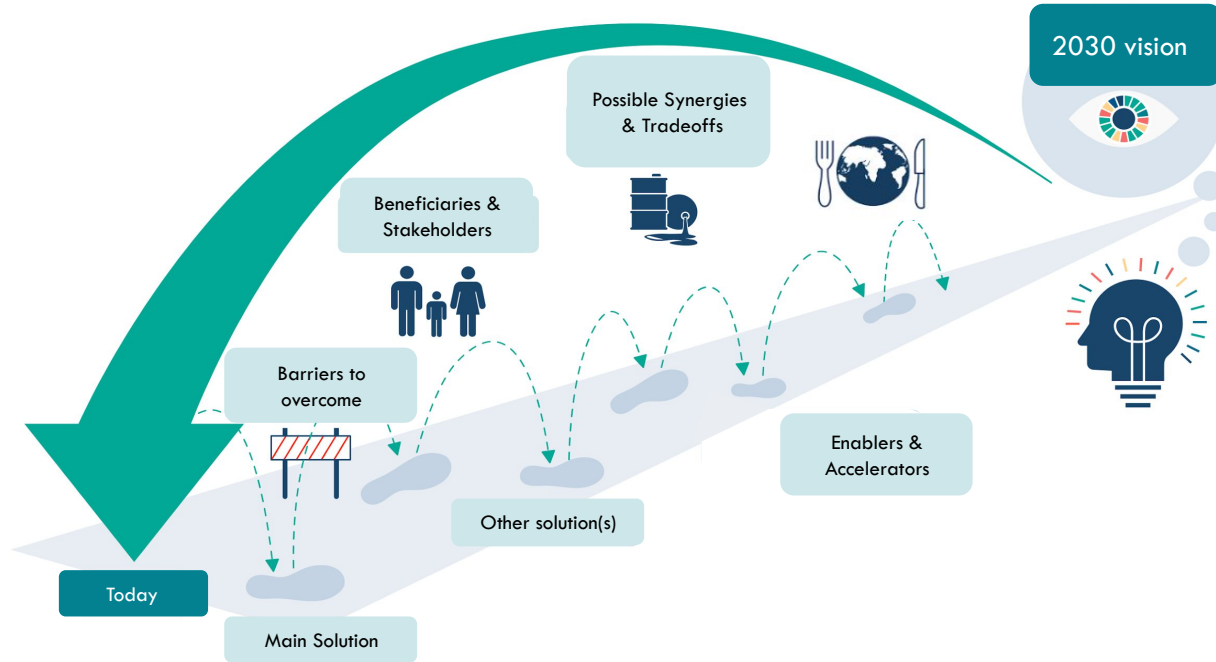 2030 vision
Possible Synergies
& Tradeoffs
Beneficiaries &
Stakeholders
Barriers to
overcome
Enablers &
Accelerators
Other solution(s)
Today
Main Solution